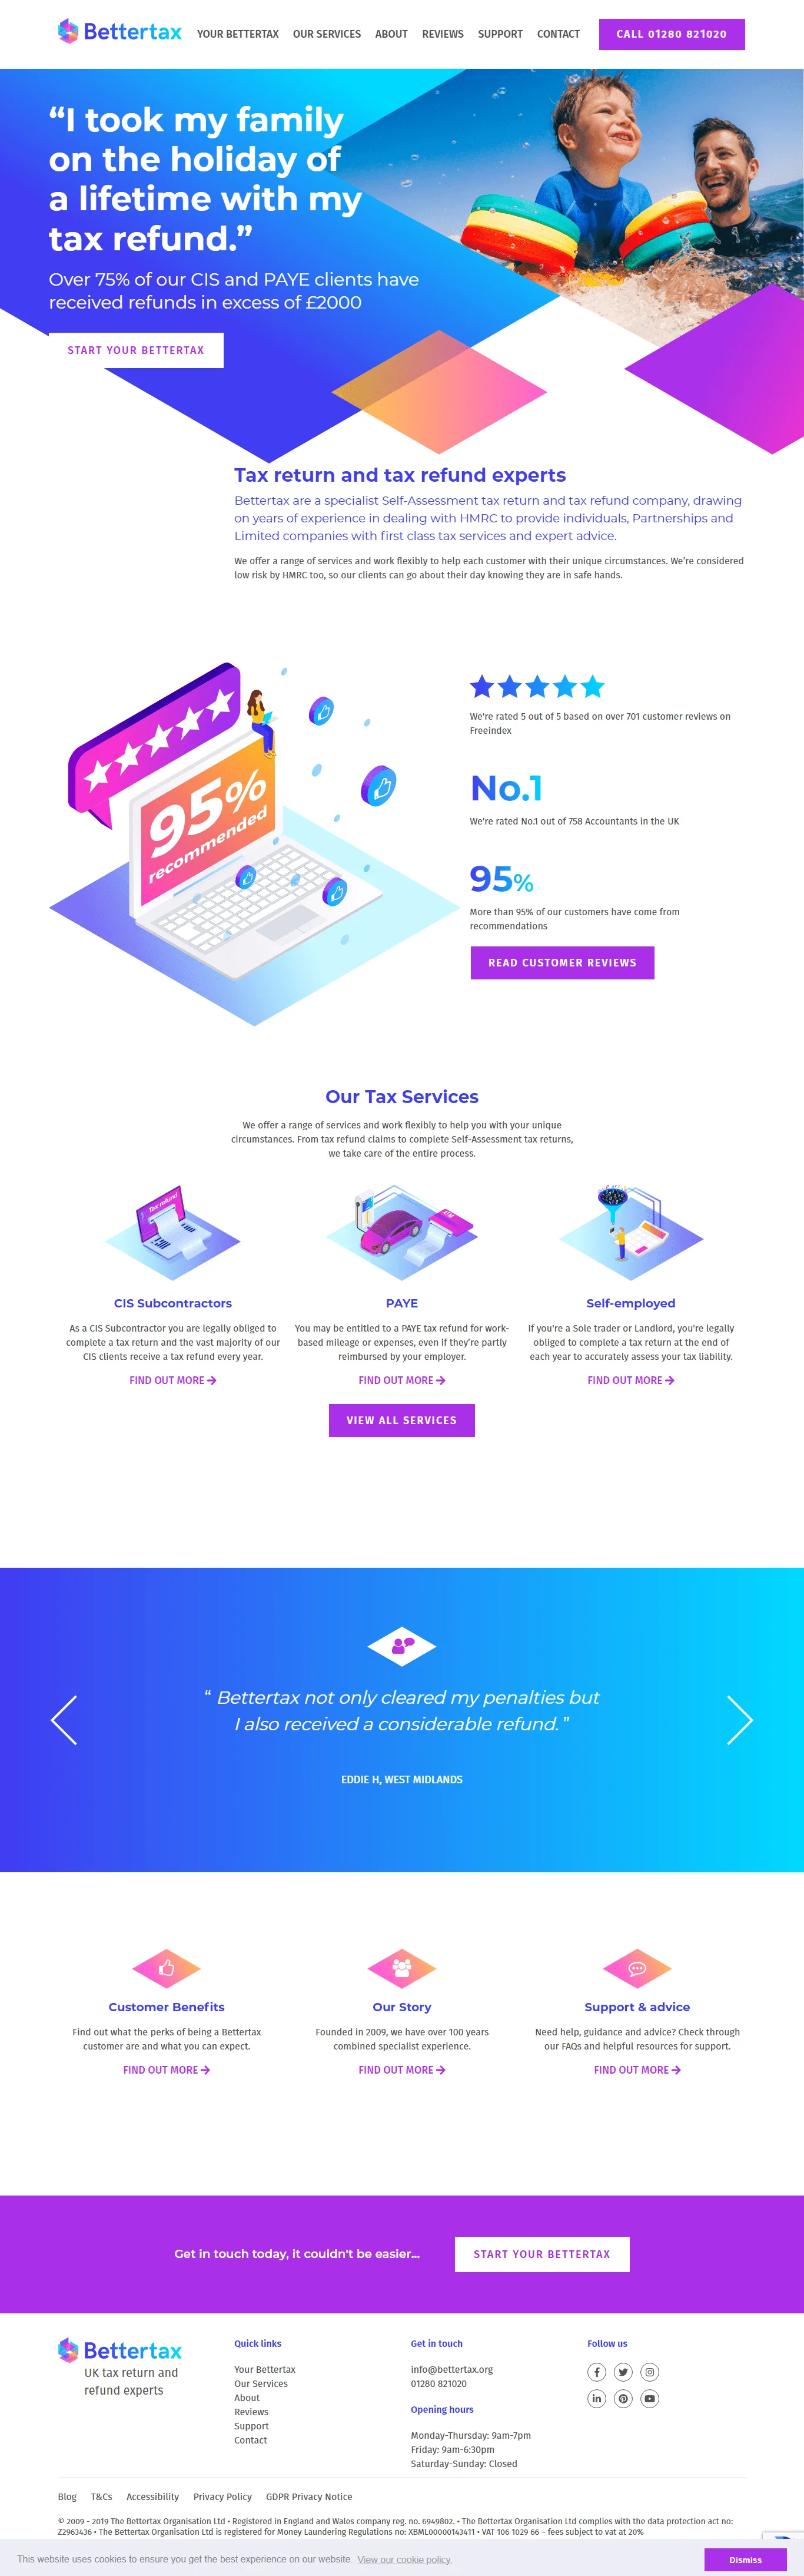 Bettertax
YOUR BETTERTAX
OUR SERVICES
ABOUT
REVIEWS
SUPPORT
CONTACT
CALL 01280 821020
“I took my family
on the holiday of
a lifetime with my
tax refund.”
Over 75% of our CIS and PAYE clients have
received refunds in excess of £2000
START YOUR BETTERTAX
Tax return and tax refund experts
Bettertax are a specialist Self-Assessment tax return and tax refund company, drawing
on years of experience in dealing with HMRC to provide individuals, Partnerships and
Limited companies with first class tax services and expert advice.
We offer a range of services and work flexibly to help each customer with their unique circumstances. We’re considered
low risk by HMRC too, so our clients can go about their day knowing they are in safe hands.
95%
recommended
We're rated 5 out of 5 based on over 701 customer reviews on
Freeindex
No.1
We're rated No.1 out of 758 Accountants in the UK
95%
More than 95% of our customers have come from
recommendations
READ CUSTOMER REVIEWS
Our Tax Services
We offer a range of services and work flexibly to help you with your unique
circumstances. From tax refund claims to complete Self-Assessment tax returns,
we take care of the entire process.
Tax refund
CIS Subcontractors
As a CIS Subcontractor you are legally obliged to
complete a tax return and the vast majority of our
CIS clients receive a tax refund every year.
FIND OUT MORE
PAYE
You may be entitled to a PAYE tax refund for work-
based mileage or expenses, even if they’re partly
reimbursed by your employer.
FIND OUT MORE
Self-employed
If you're a Sole trader or Landlord, you're legally
obliged to complete a tax return at the end of
each year to accurately assess your tax liability.
FIND OUT MORE
VIEW ALL SERVICES
“ Bettertax not only cleared my penalties but
I also received a considerable refund. ”
EDDIE H, WEST MIDLANDS
Customer Benefits
Find out what the perks of being a Bettertax
customer are and what you can expect.
FIND OUT MORE
Our Story
Founded in 2009, we have over 100 years
combined specialist experience.
FIND OUT MORE
Support & advice
Need help, guidance and advice? Check through
our FAQs and helpful resources for support.
FIND OUT MORE
Get in touch today, it couldn't be easier...
START YOUR BETTERTAX
Bettertax
UK tax return and
refund experts
Quick links
Your Bettertax
Our Services
About
Reviews
Support
Contact
Get in touch
info@bettertax.org
01280 821020
Opening hours
Monday-Thursday: 9am-7pm
Friday: 9am-6:30pm
Saturday-Sunday: Closed
Follow us
Blog
T&Cs
Accessibility
Privacy Policy
GDPR Privacy Notice
© 2009 - 2019 The Bettertax Organisation Ltd • Registered in England and Wales company reg. no. 6949802. • The Bettertax Organisation Ltd complies with the data protection act no:
Z2963436 • The Bettertax Organisation Ltd is registered for Money Laundering Regulations no: XBML00000143411 • VAT 106 1029 66 – fees subject to vat at 20%
This website uses cookies to ensure you get the best experience on our website. View our cookie policy.
Dismiss